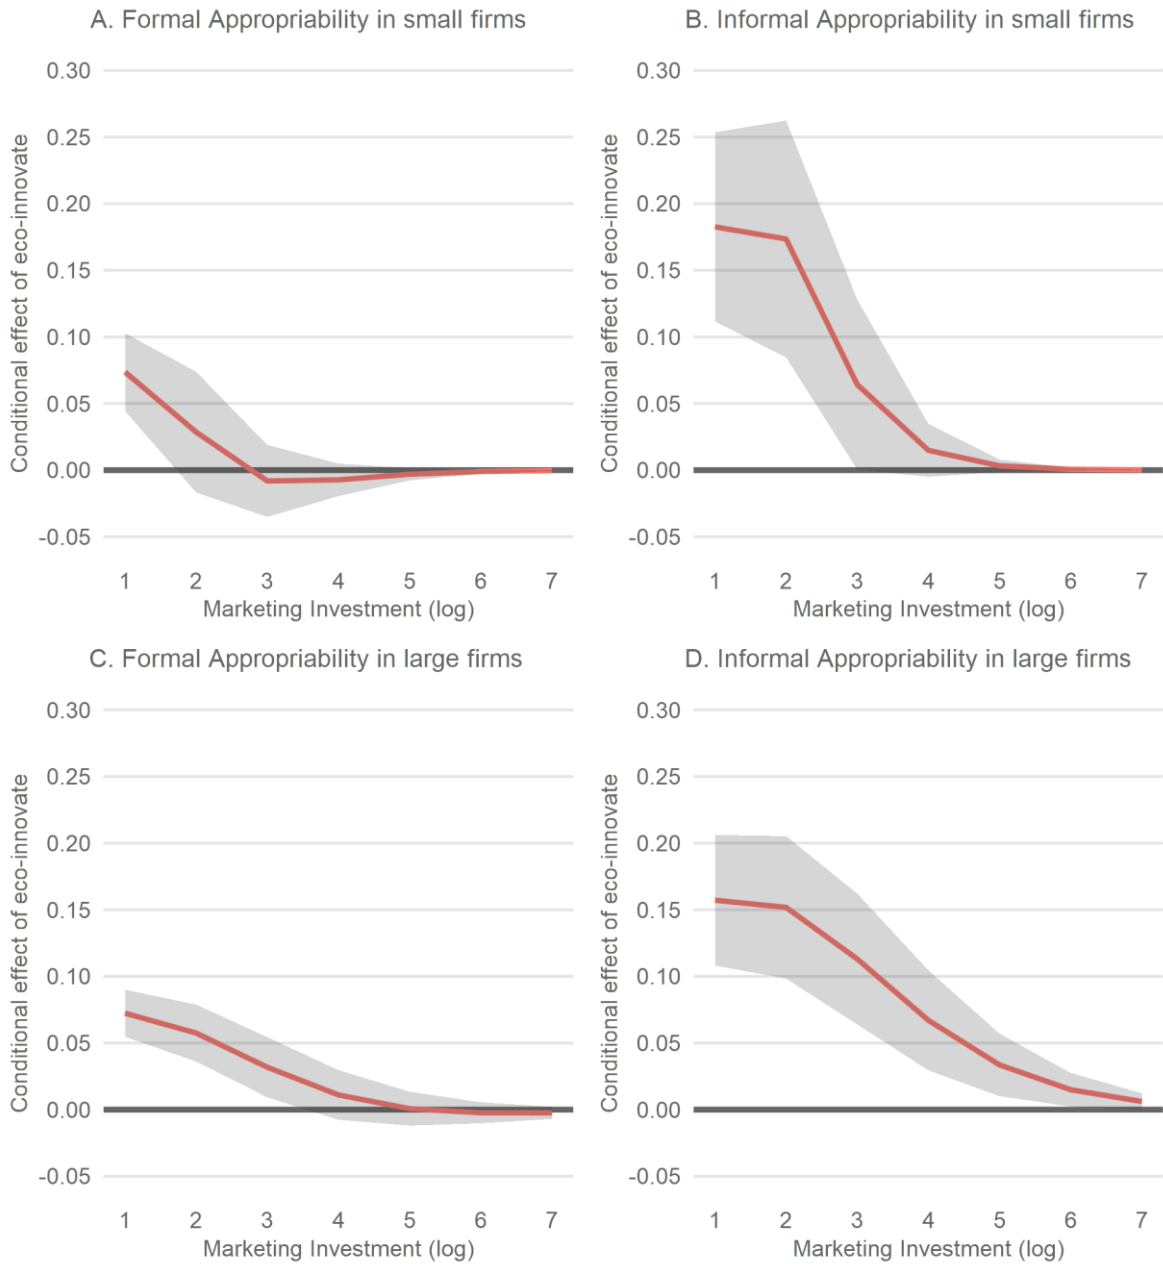 A. Formal Appropriability in small firms
Conditional effect of eco-innovate
0.30
0.25
0.20
0.15
0.10
0.05
0.00
-0.05
1 2 3 4 5 6 7
Marketing Investment (log)
B. Informal Appropriability in small firms
Conditional effect of eco-innovate
0.30
0.25
0.20
0.15
0.10
0.05
0.00
-0.05
1 2 3 4 5 6 7
Marketing Investment (log)
C. Formal Appropriability in large firms
Conditional effect of eco-innovate
0.30
0.25
0.20
0.15
0.10
0.05
0.00
-0.05
1 2 3 4 5 6 7
Marketing Investment (log)
D. Informal Appropriability in large firms
Conditional effect of eco-innovate
0.30
0.25
0.20
0.15
0.10
0.05
0.00
-0.05
1 2 3 4 5 6 7
Marketing Investment (log)